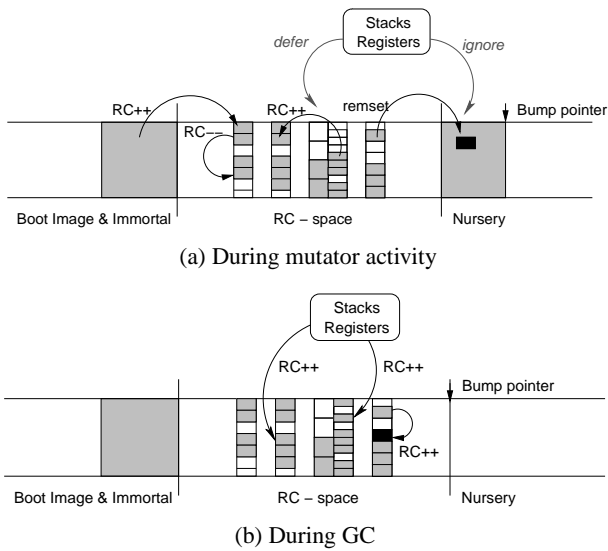 Stacks
Registers
defer
ignore
RC++
RC++
remset
Bump pointer
RC−−
Boot Image & Immortal
RC − space
Nursery
(a) During mutator activity
Stacks
Registers
RC++
RC++
Bump pointer
RC++
Boot Image & Immortal
RC − space
Nursery
(b) During GC